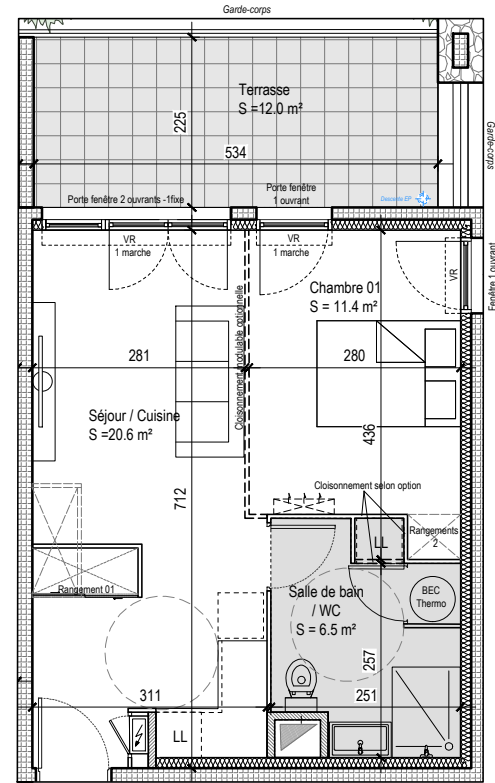 Garde-corps
Terrasse
S =12.0 m²
225
534
Garde-corps
Porte fenêtre 2 ouvrants -1fixe
Porte fenêtre
1 ouvrant
Descente EP
VR
1 marche
VR
1 marche
VR
Fenêtre 1 ouvrant
Cloisonnement modulable optionnelle
Chambre 01
S = 11.4 m²
281
280
Séjour / Cuisine
S =20.6 m²
436
712
Cloisonnement selon option
LL
Rangements
2
Rangement 01
Salle de bain
/ WC
S = 6.5 m²
BEC
Thermo
257
311
251
LL